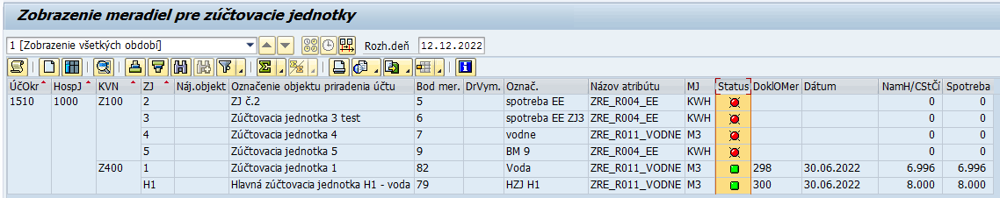 Zobrazenie meradiel pre zúčtovacie jednotky
1 [Zobrazenie všetkých období] Rozh.deň 12.12.2022
ÚčOkr HospJ KVN ZJ Náj.objekt Označenie objektu priradenia účtu Bod mer. DrVym. Označ. Názov atribútu MJ Status DoklOMer Dátum NamH/CStČí Spotreba
1510 1000 Z100 2 ZJ č.2 5 spotreba EE ZRE_R004_EE KWH 0 0
3 Zúčtovacia jednotka 3 test 6 spotreba EE ZJ3 ZRE_R004_EE KWH 0 0
4 Zúčtovacia jednotka 4 7 vodne ZRE_R011_VODNE M3 0 0
5 Zúčtovacia jednotka 5 9 BM 9 ZRE_R004_EE KWH 0 0
Z400 1 Zúčtovacia jednotka 1 82 Voda ZRE_R011_VODNE M3 298 30.06.2022 6.996 6.996
H1 Hlavná zúčtovacia jednotka H1 - voda 79 HZJ H1 ZRE_R011_VODNE M3 300 30.06.2022 8.000 8.000